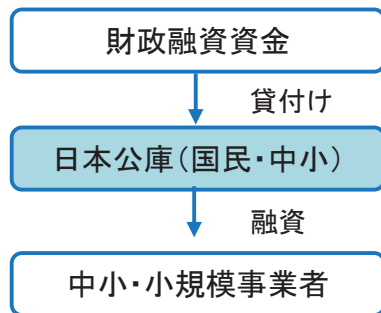 財政融資資金
貸付け
日本公庫（国民・中小）
融資
中小・小規模事業者